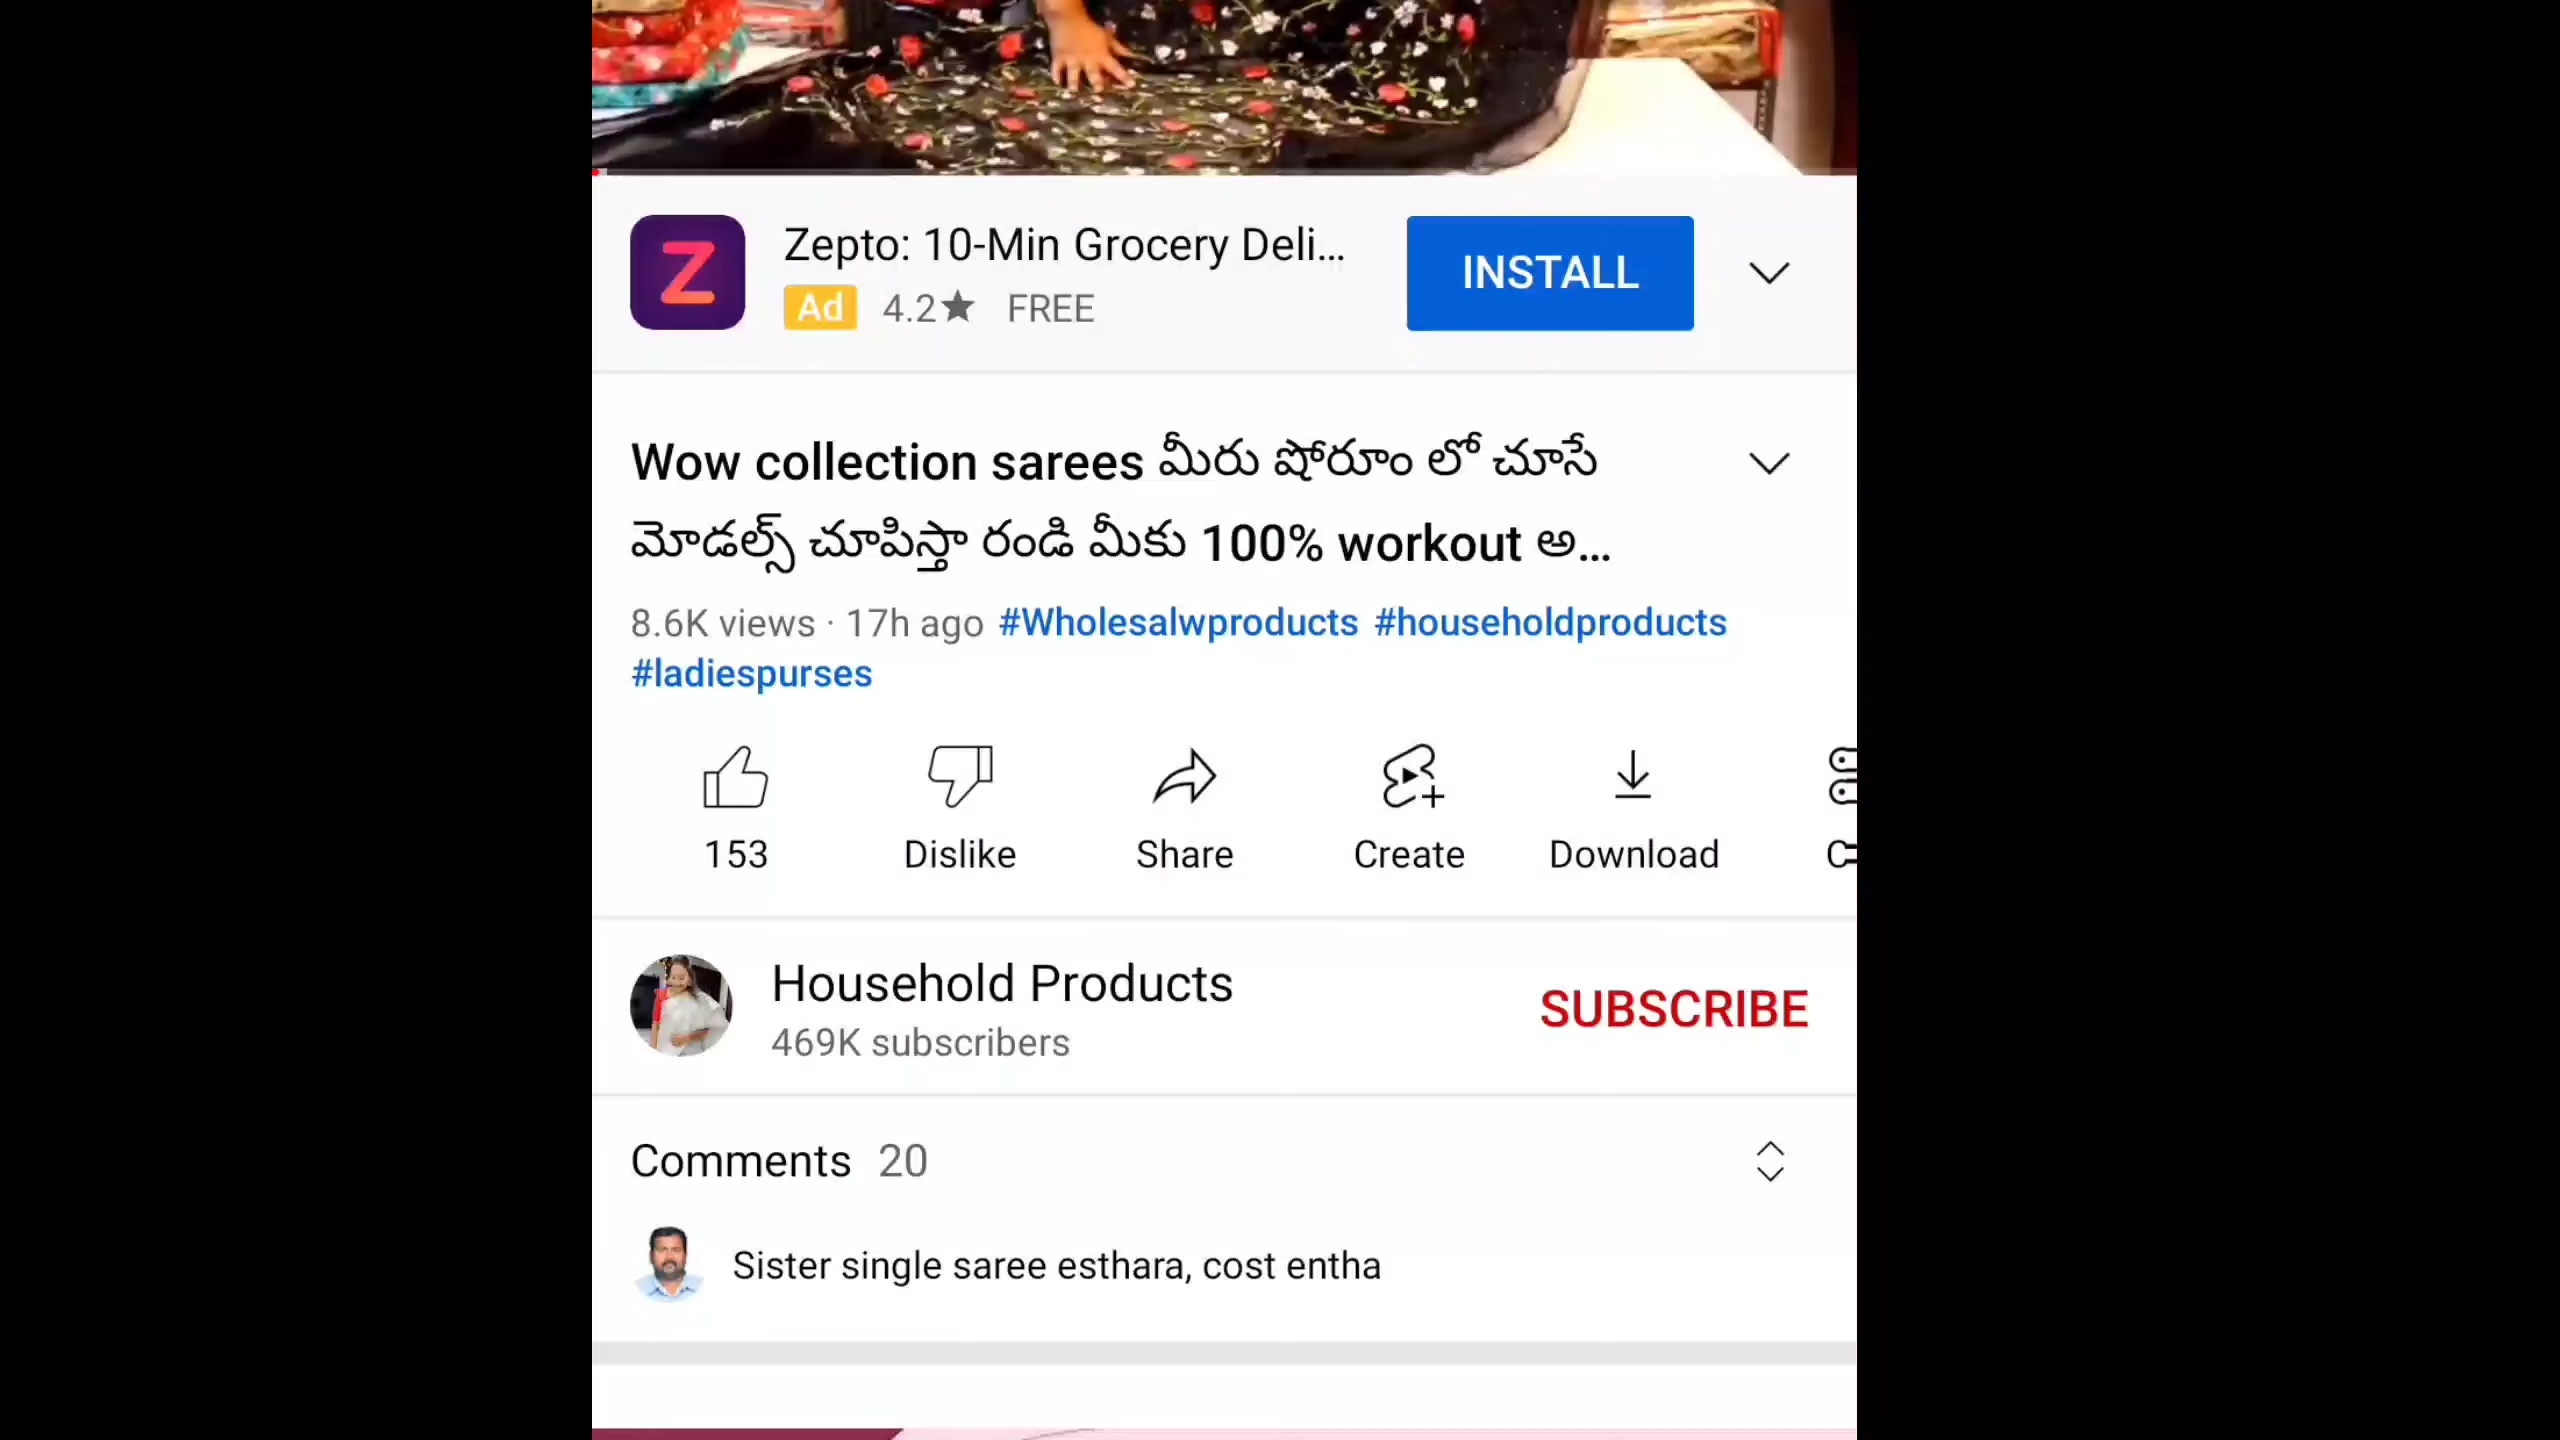 Z
Zepto: 10-Min Grocery Deli...
Ad 4.2★ FREE
INSTALL
Wow collection sarees మీరు షోరూం లో చూసే
మోడల్స్ చూపిస్తా రండి మీకు 100% workout అ...
8.6K views · 17h ago #Wholesalwproducts #householdproducts
#ladiespurses
153 Dislike Share Create Download
Household Products
469K subscribers
SUBSCRIBE
Comments 20
Sister single saree esthara, cost entha